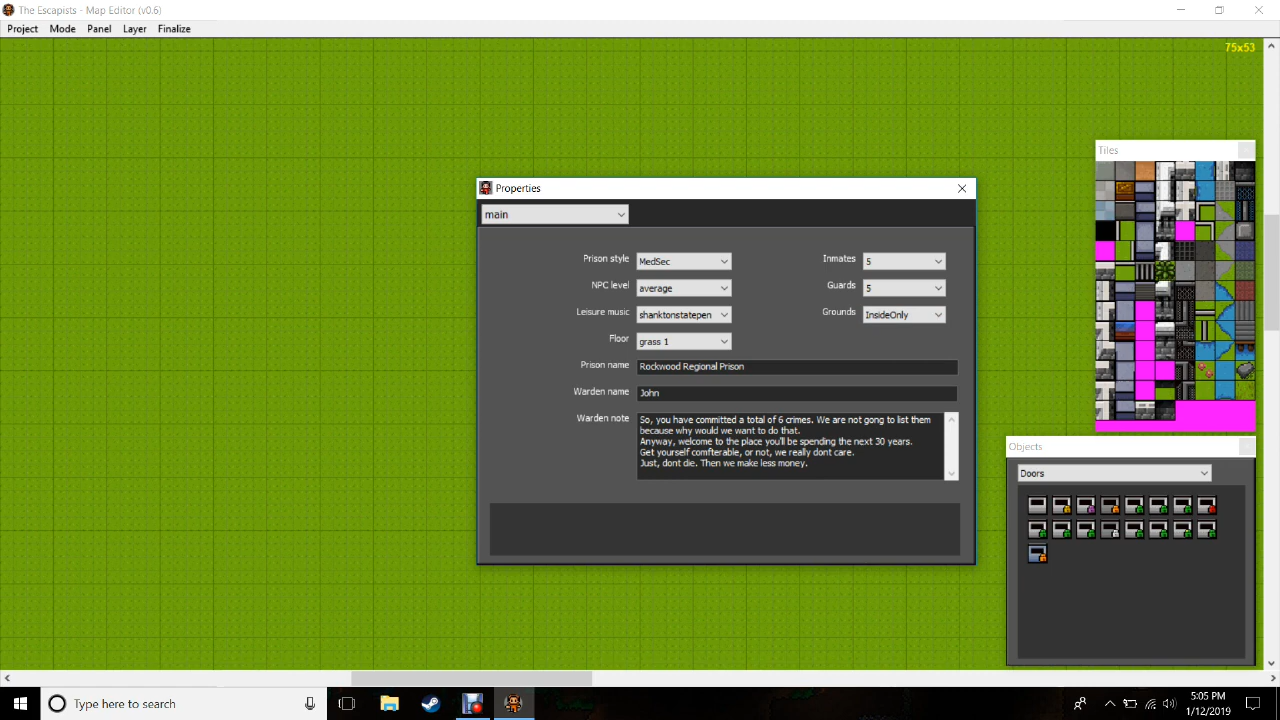 The Escapists - Map Editor (v0.6)
Project Mode Panel Layer Finalize
75x53
Tiles
Properties
main
Prison style MedSec Inmates 5
NPC level average Guards 5
Leisure music shanktonstatepen Grounds InsideOnly
Floor grass 1
Prison name Rockwood Regional Prison
Warden name John
Warden note So, you have committed a total of 6 crimes. We are not gong to list them
because why would we want to do that.
Anyway, welcome to the place you'll be spending the next 30 years.
Get yourself comfterable, or not, we really dont care.
Just, dont die. Then we make less money.
Objects
Doors
Type here to search
5:05 PM
1/12/2019